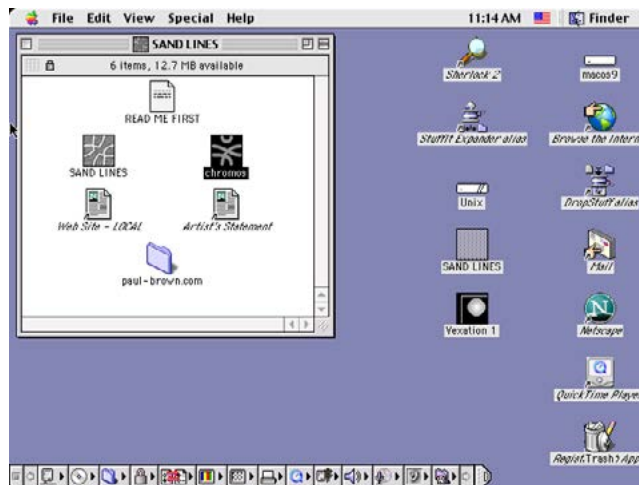 File Edit View Special Help
11:14 AM
Finder
SAND LINES
6 items, 12.7 MB available
READ ME FIRST
SAND LINES
chromos
Web Site - LOCAL
Artist's Statement
paul-brown.com
Sherlock 2
macos9
StuffIt Expander alias
Browse the Intern
Unix
DropStuff alias
SAND LINES
Mail
Vexation 1
Netscape
QuickTime Playe